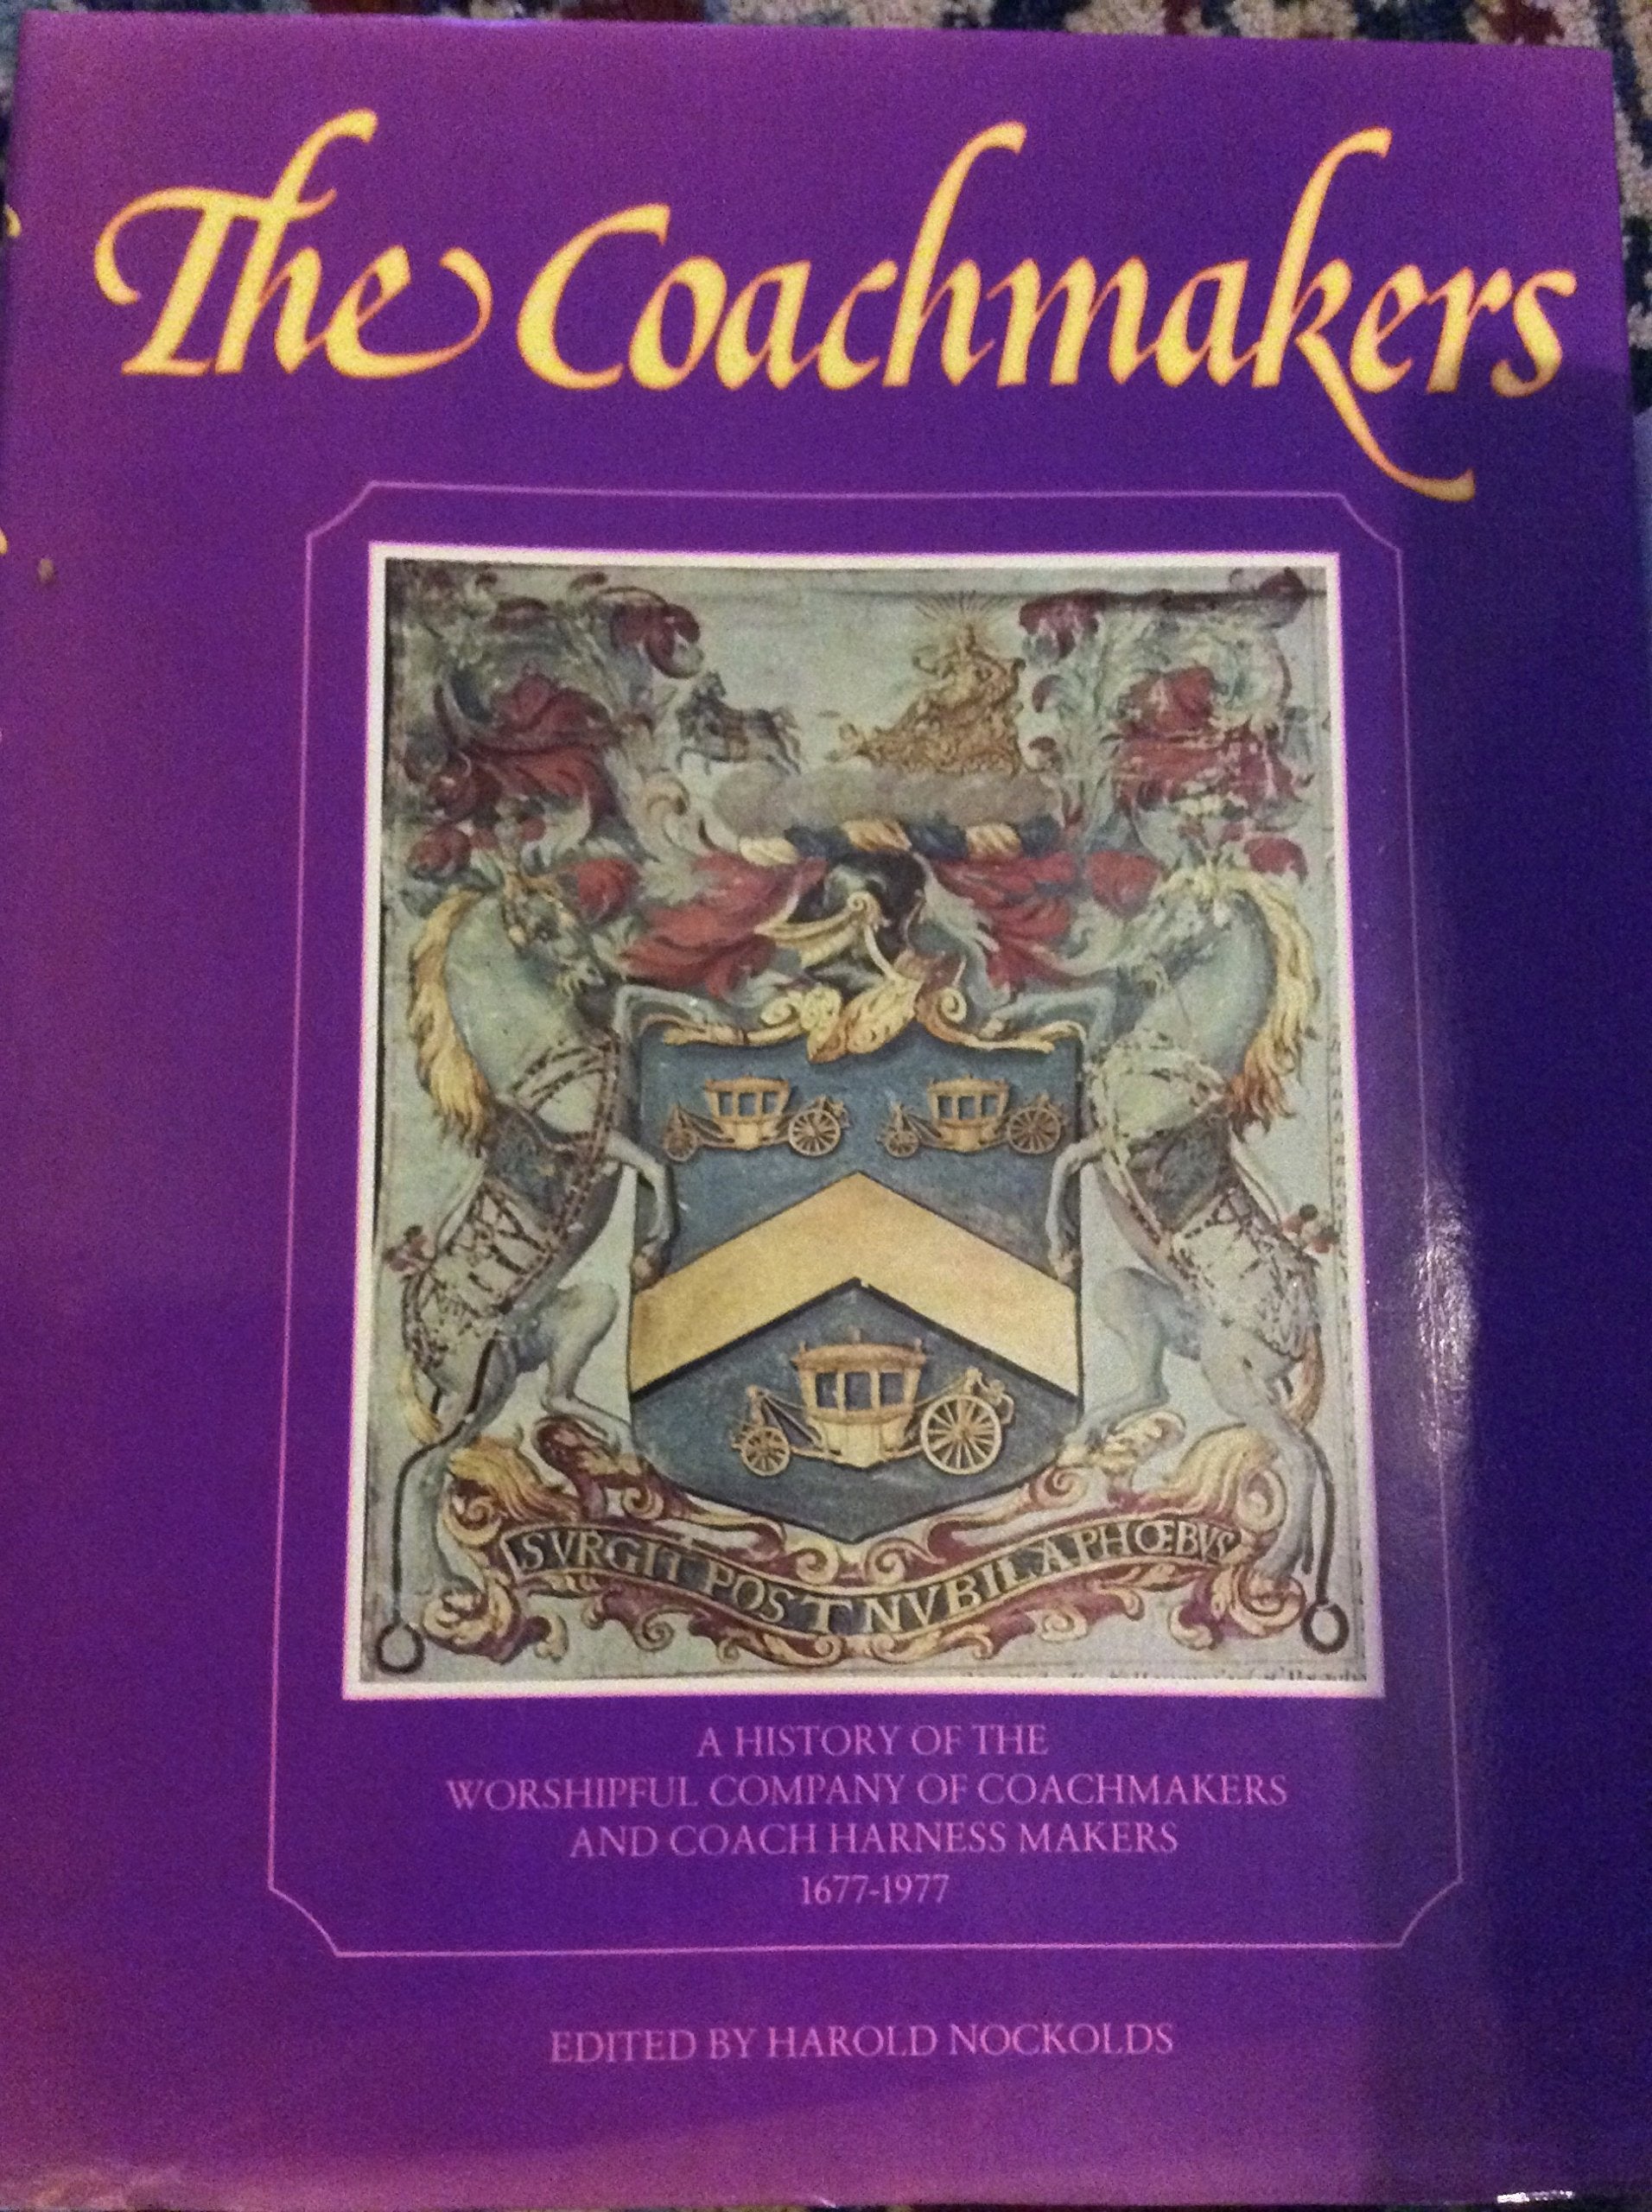 The Coachmakers
SVRGIT POST NVBILA PHŒBVS
A HISTORY OF THE
WORSHIPFUL COMPANY OF COACHMAKERS
AND COACH HARNESS MAKERS
1677-1977
EDITED BY HAROLD NOCKOLDS